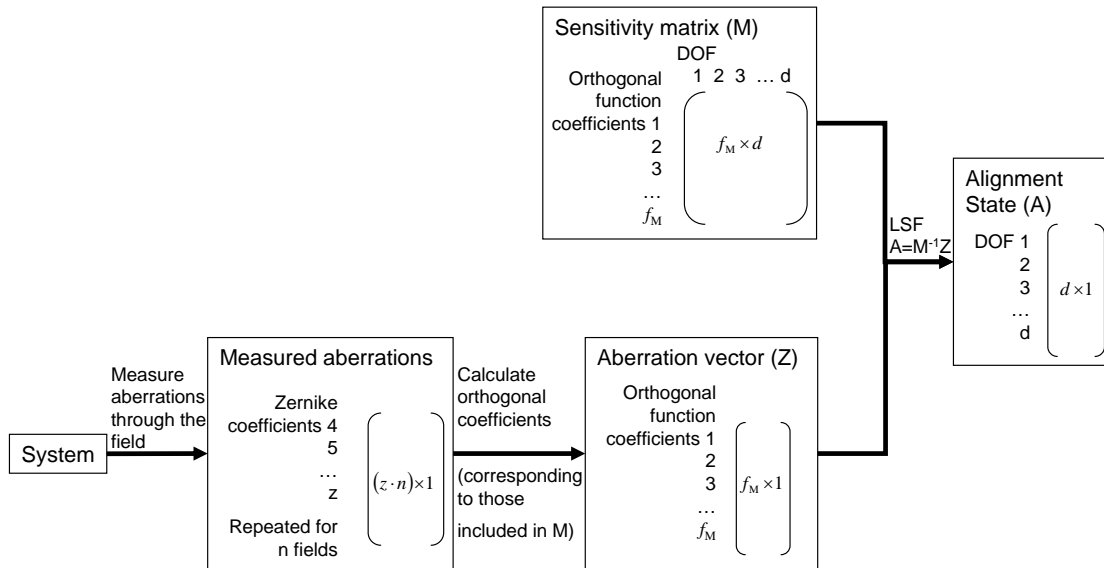 Sensitivity matrix (M)
DOF
1 2 3 … d
Orthogonal
function
coefficients 1
2
3
…
f_M
f_M × d
LSF
A=M⁻¹Z
Alignment
State (A)
DOF 1
2
3
…
d
d × 1
System
Measure
aberrations
through the
field
Measured aberrations
Zernike
coefficients 4
5
…
z
Repeated for
n fields
(z · n) × 1
Calculate
orthogonal
coefficients
(corresponding
to those
included in M)
Aberration vector (Z)
Orthogonal
function
coefficients 1
2
3
…
f_M
f_M × 1